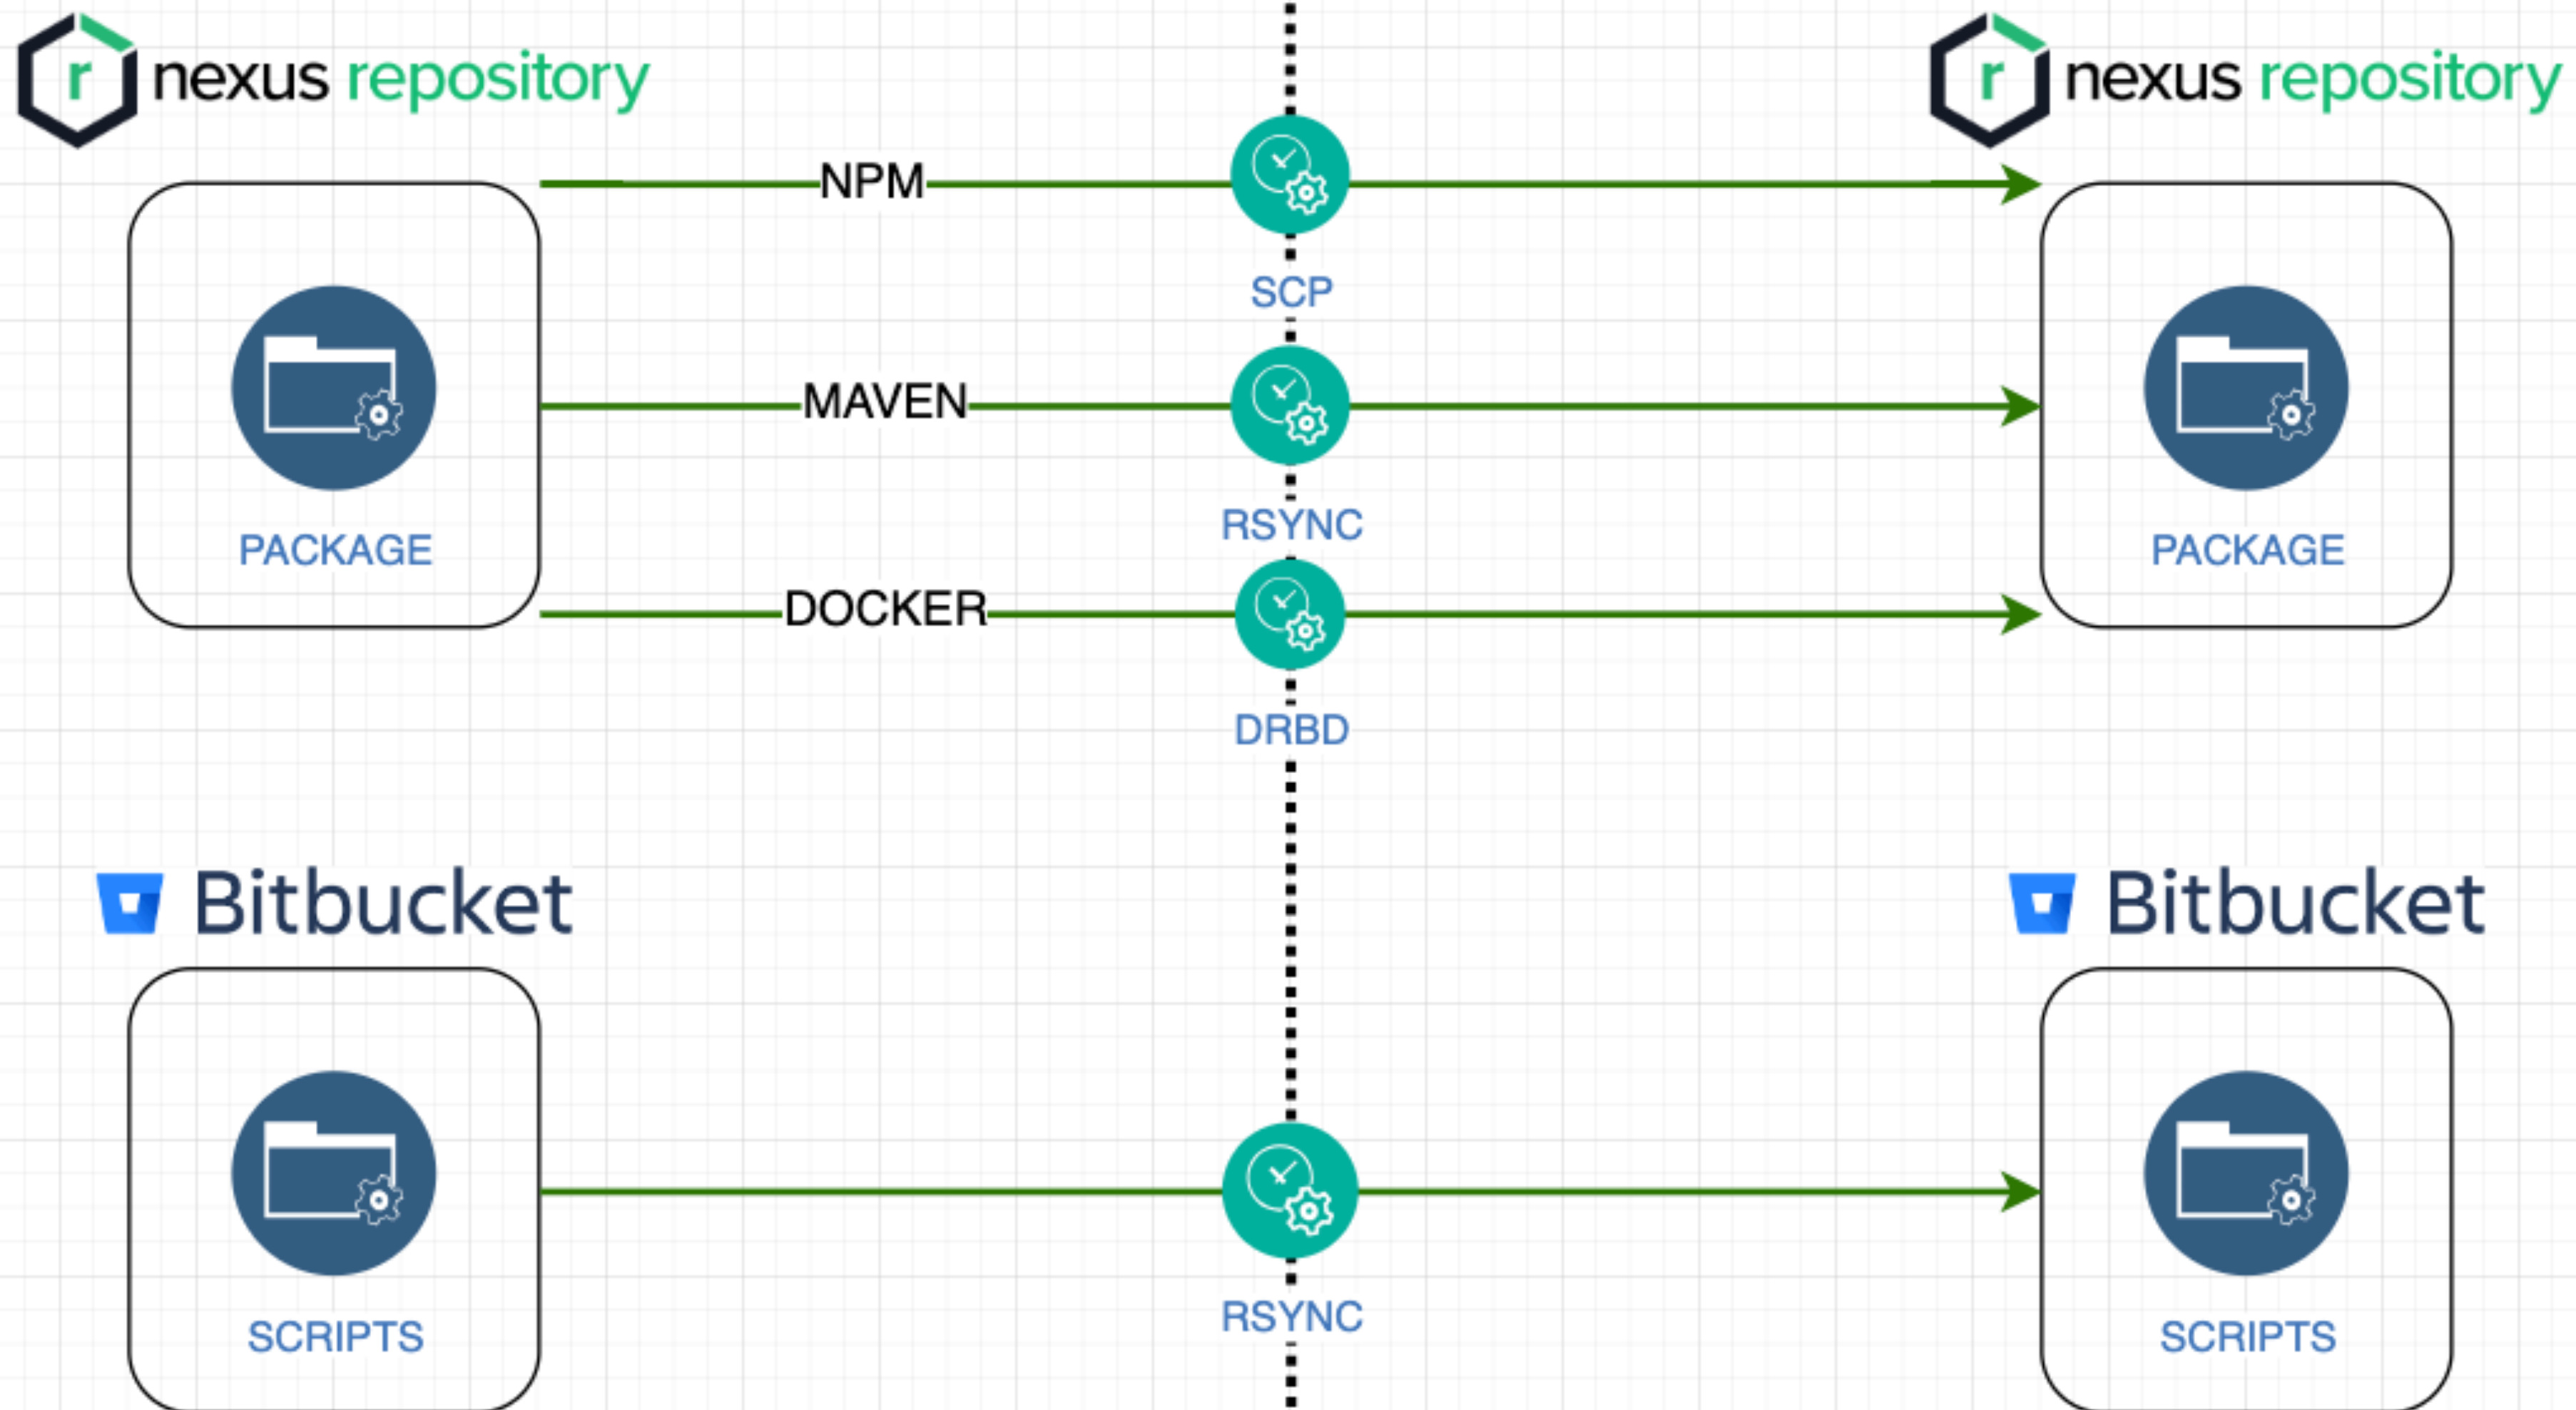 nexus repository
nexus repository
NPM
SCP
MAVEN
RSYNC
PACKAGE
PACKAGE
DOCKER
DRBD
Bitbucket
Bitbucket
RSYNC
SCRIPTS
SCRIPTS